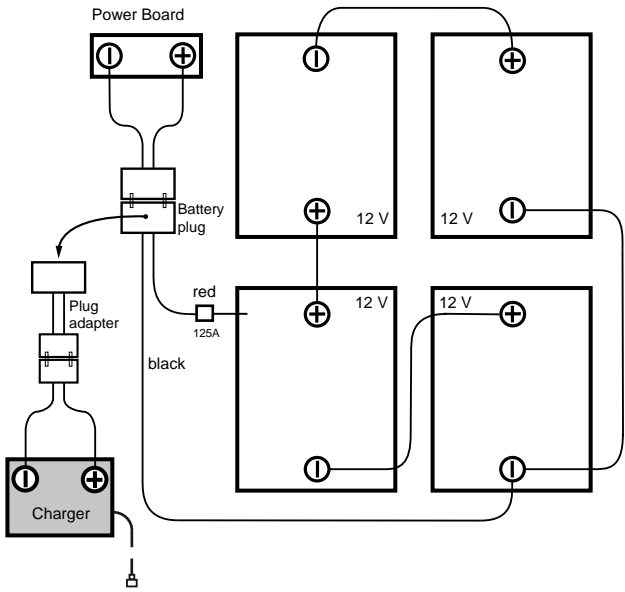 Power Board
12 V
12 V
Battery
plug
Plug
adapter
red
125A
12 V
12 V
black
Charger